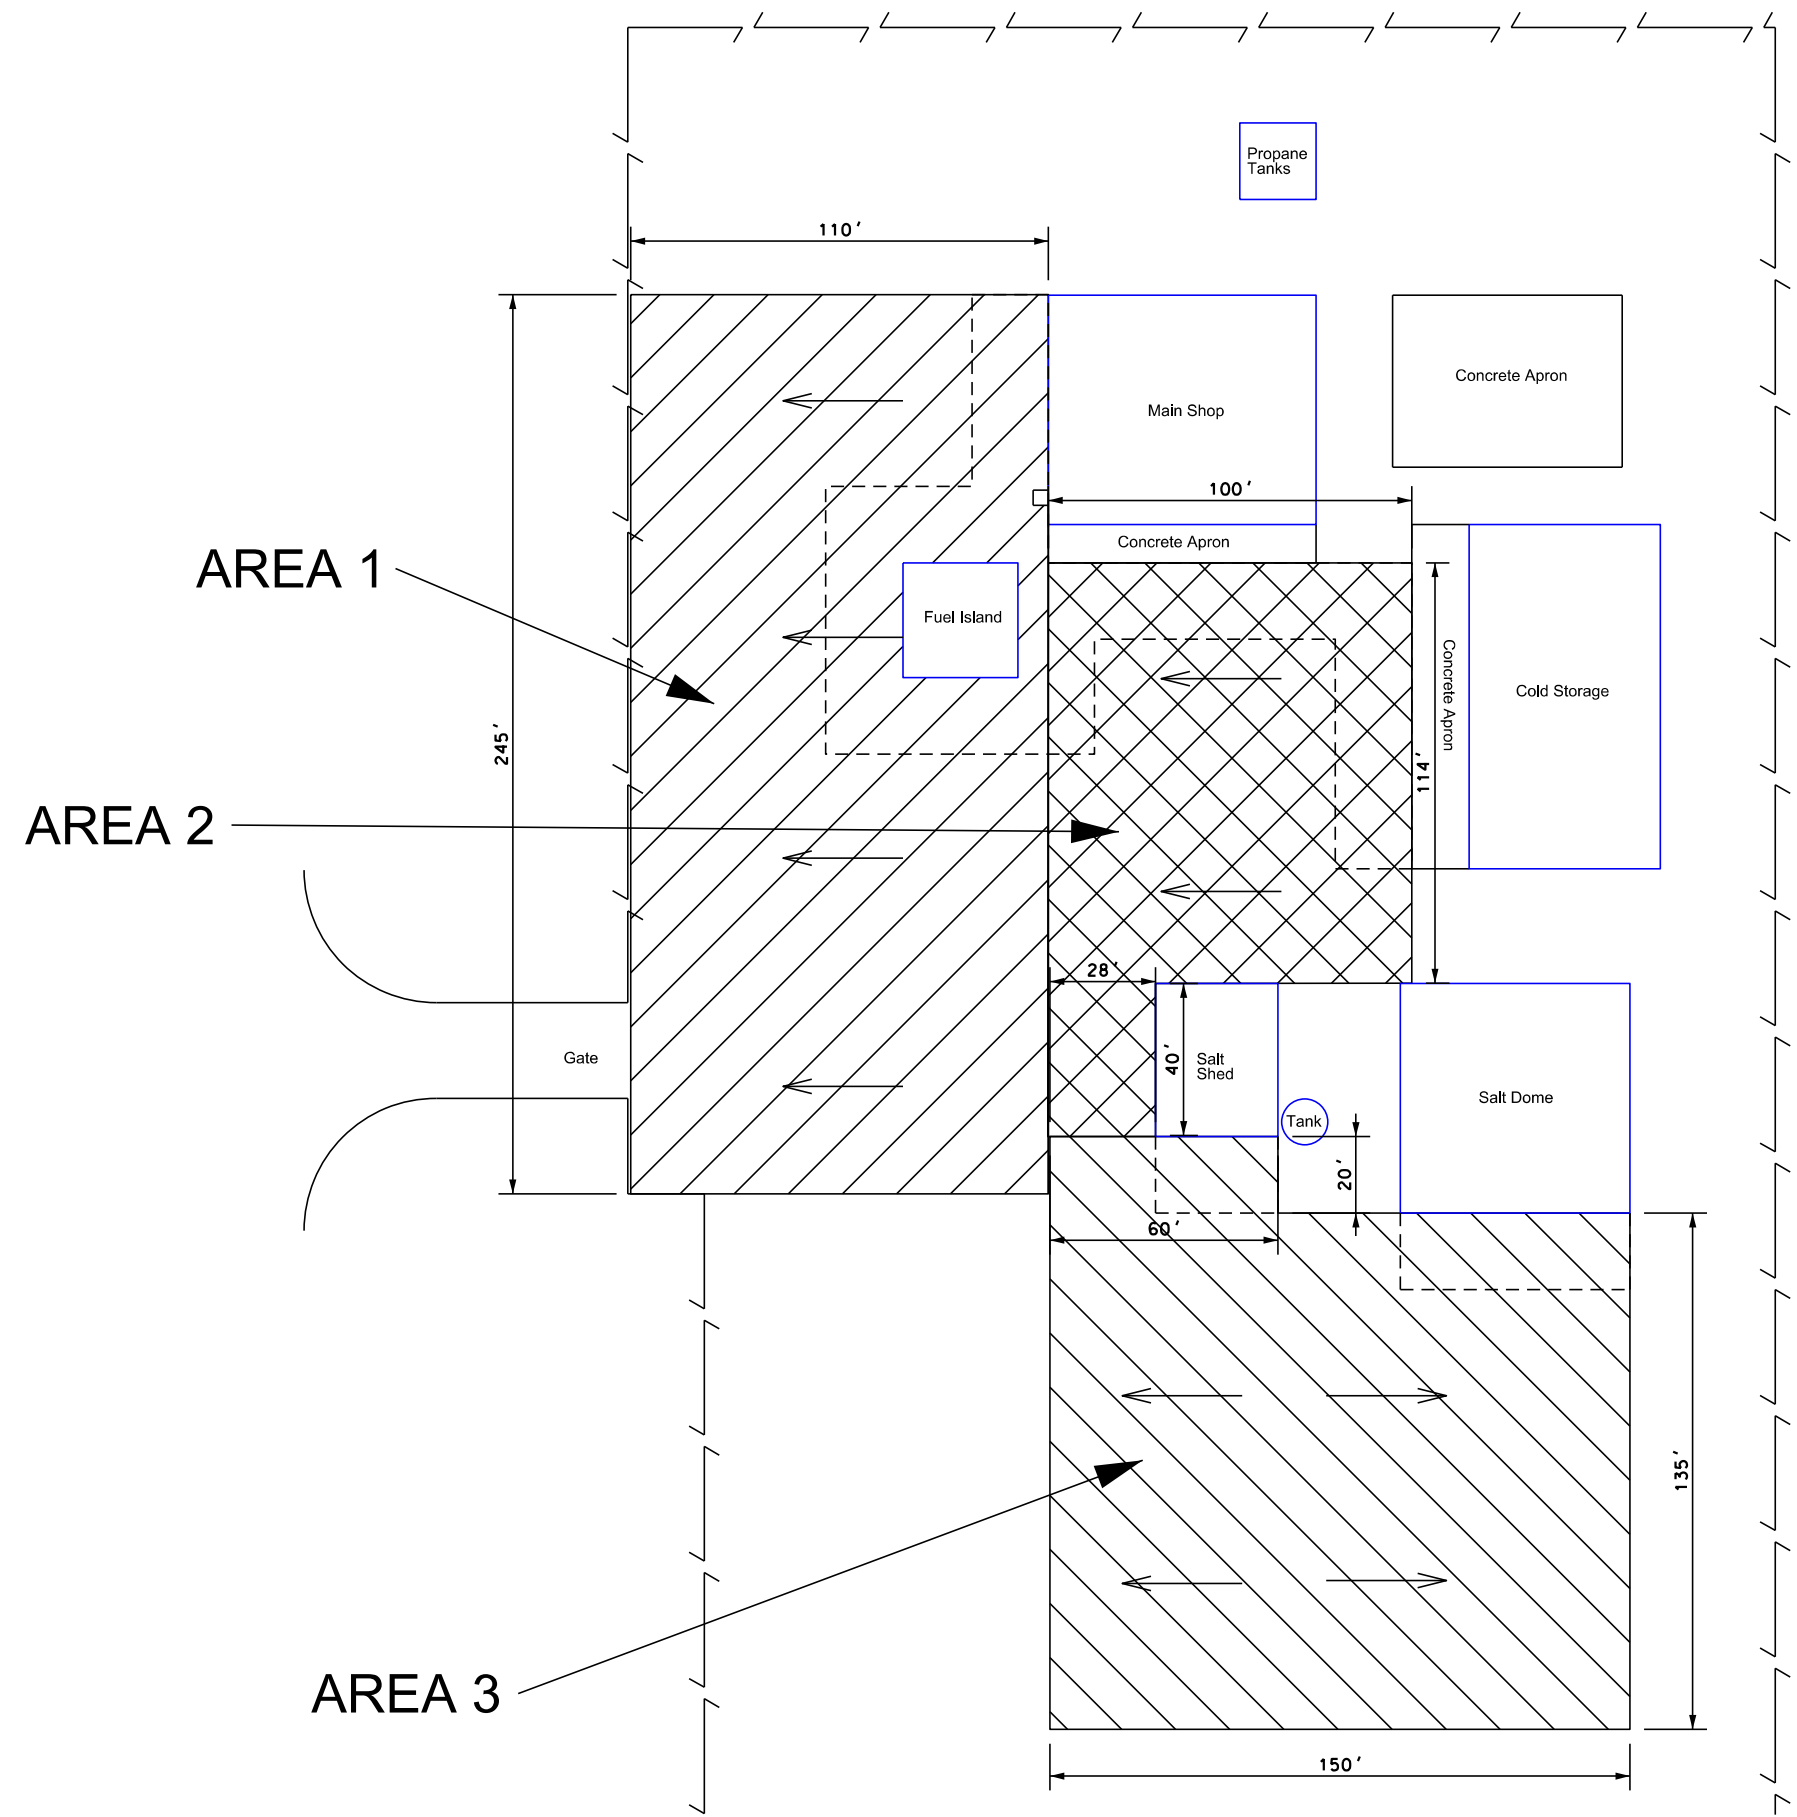 Propane
Tanks
110'
Concrete Apron
Main Shop
100'
Concrete Apron
AREA 1
Fuel Island
Concrete Apron
Cold Storage
245'
114'
AREA 2
28'
40'
Salt
Shed
Gate
Salt Dome
Tank
20'
60'
135'
AREA 3
150'